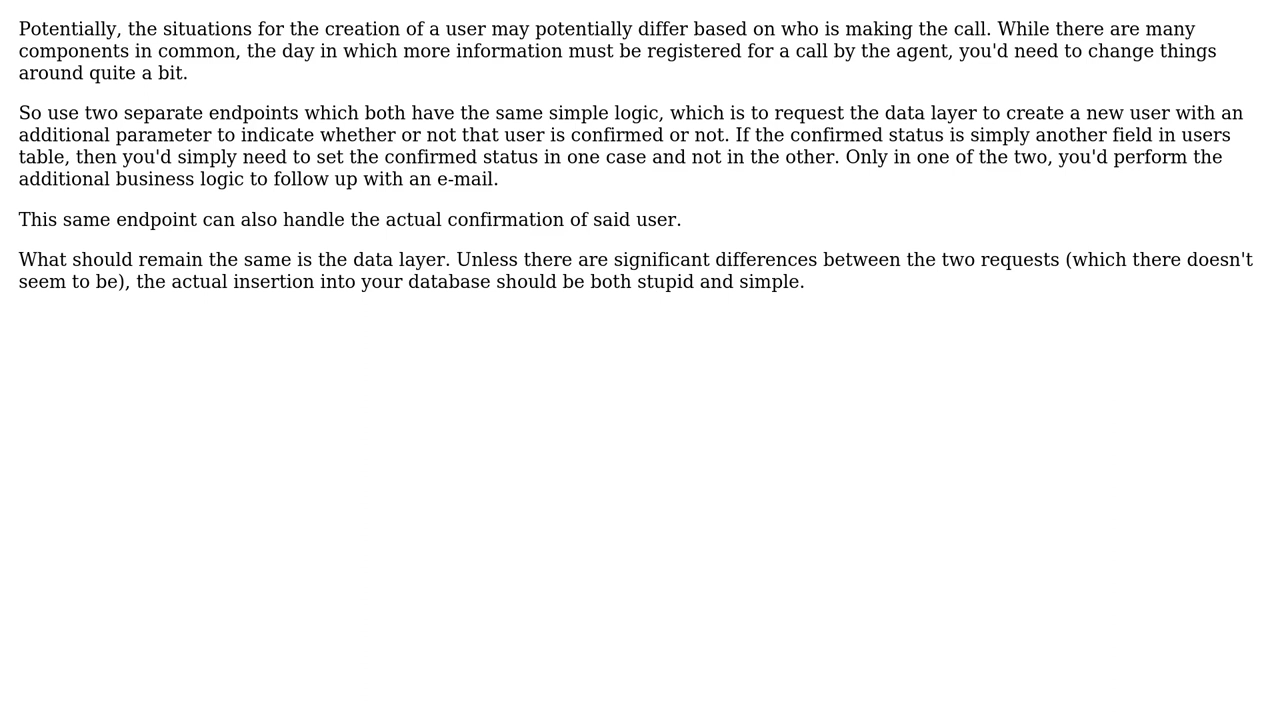 Potentially, the situations for the creation of a user may potentially differ based on who is making the call. While there are many
components in common, the day in which more information must be registered for a call by the agent, you'd need to change things
around quite a bit.
So use two separate endpoints which both have the same simple logic, which is to request the data layer to create a new user with an
additional parameter to indicate whether or not that user is confirmed or not. If the confirmed status is simply another field in users
table, then you'd simply need to set the confirmed status in one case and not in the other. Only in one of the two, you'd perform the
additional business logic to follow up with an e-mail.
This same endpoint can also handle the actual confirmation of said user.
What should remain the same is the data layer. Unless there are significant differences between the two requests (which there doesn't
seem to be), the actual insertion into your database should be both stupid and simple.